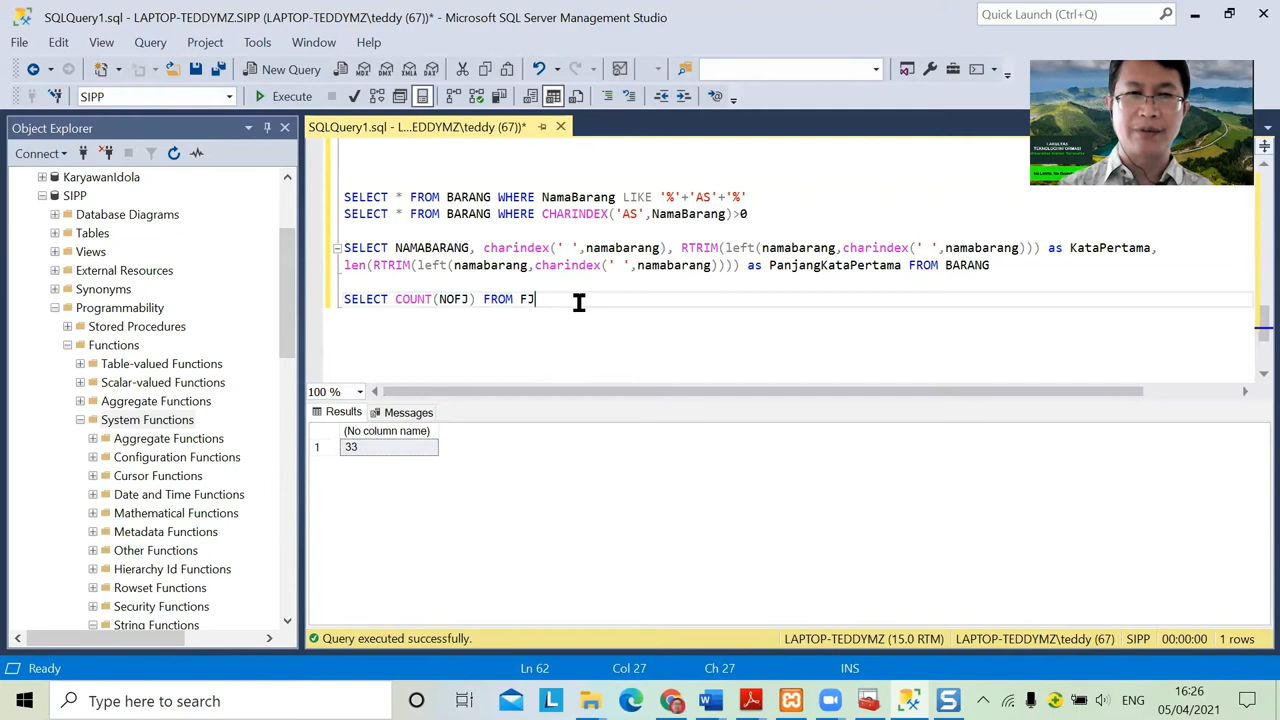 SQLQuery1.sql - LAPTOP-TEDDYMZ.SIPP (LAPTOP-TEDDYMZ\teddy (67))* - Microsoft SQL Server Management Studio
Quick Launch (Ctrl+Q)
File Edit View Query Project Tools Window Help
New Query MDX DMX XMLA DAX
SIPP Execute
Object Explorer
SQLQuery1.sql - L...EDDYMZ\teddy (67))*
Connect
KaryawanIdola
SIPP
Database Diagrams
Tables
Views
External Resources
Synonyms
Programmability
Stored Procedures
Functions
Table-valued Functions
Scalar-valued Functions
Aggregate Functions
System Functions
Aggregate Functions
Configuration Functions
Cursor Functions
Date and Time Functions
Mathematical Functions
Metadata Functions
Other Functions
Hierarchy Id Functions
Rowset Functions
Security Functions
String Functions
SELECT * FROM BARANG WHERE NamaBarang LIKE '%'+'AS'+'%'
SELECT * FROM BARANG WHERE CHARINDEX('AS',NamaBarang)>0
SELECT NAMABARANG, charindex(' ',namabarang), RTRIM(left(namabarang,charindex(' ',namabarang))) as KataPertama,
len(RTRIM(left(namabarang,charindex(' ',namabarang)))) as PanjangKataPertama FROM BARANG
SELECT COUNT(NOFJ) FROM FJ
FAKULTAS
TEKNOLOGI INFORMASI
100 %
Results Messages
(No column name)
1 33
Query executed successfully.
LAPTOP-TEDDYMZ (15.0 RTM) LAPTOP-TEDDYMZ\teddy (67) SIPP 00:00:00 1 rows
Ready Ln 62 Col 27 Ch 27 INS
Type here to search
ENG
16:26
05/04/2021